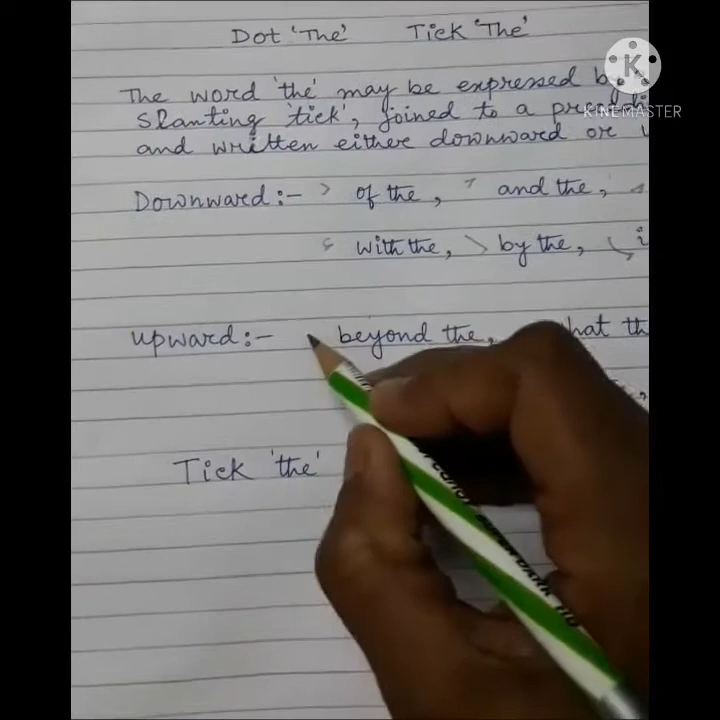 Dot 'The' Tick 'The'
K
KINEMASTER
The word 'the' may be expressed by
slanting 'tick', joined to a
and written either downward or
Downward:- of the, and the,
with the, by the,
Upward:- beyond the,
Tick 'the'